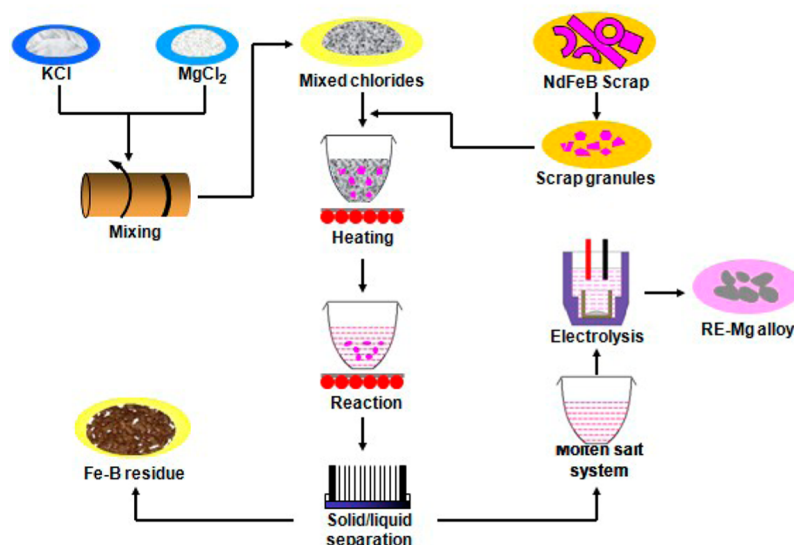 KCl
MgCl₂
Mixed chlorides
NdFeB Scrap
Scrap granules
Mixing
Heating
Electrolysis
RE-Mg alloy
Reaction
Molten salt
system
Fe-B residue
Solid/liquid
separation